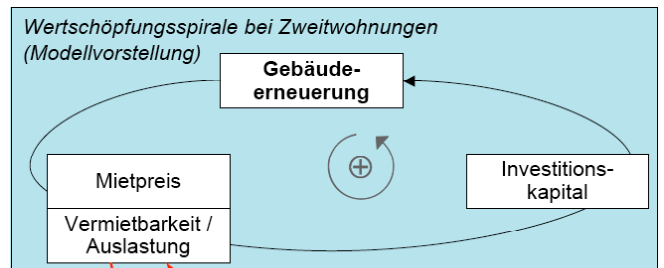 Wertschöpfungsspirale bei Zweitwohnungen
(Modellvorstellung)
Gebäude-
erneuerung
Mietpreis
Investitions-
kapital
Vermietbarkeit /
Auslastung